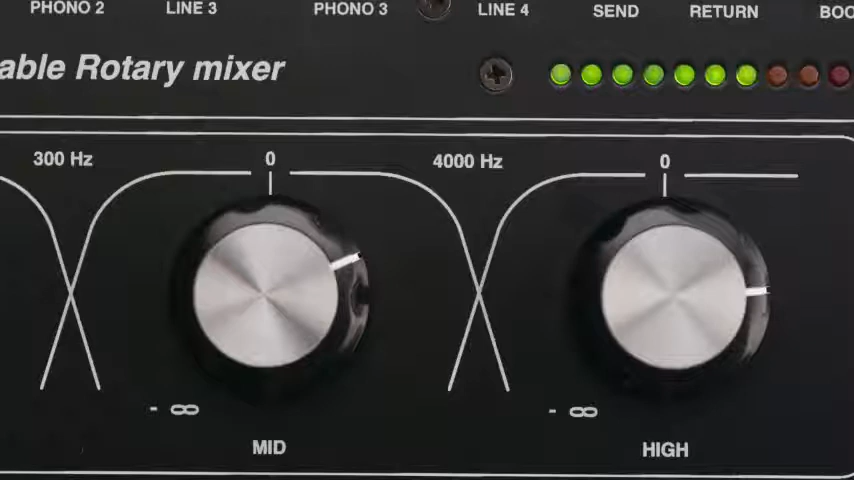 PHONO 2 LINE 3 PHONO 3 LINE 4 SEND RETURN BOO
able Rotary mixer
300 Hz 0 4000 Hz 0
- ∞ - ∞
MID HIGH